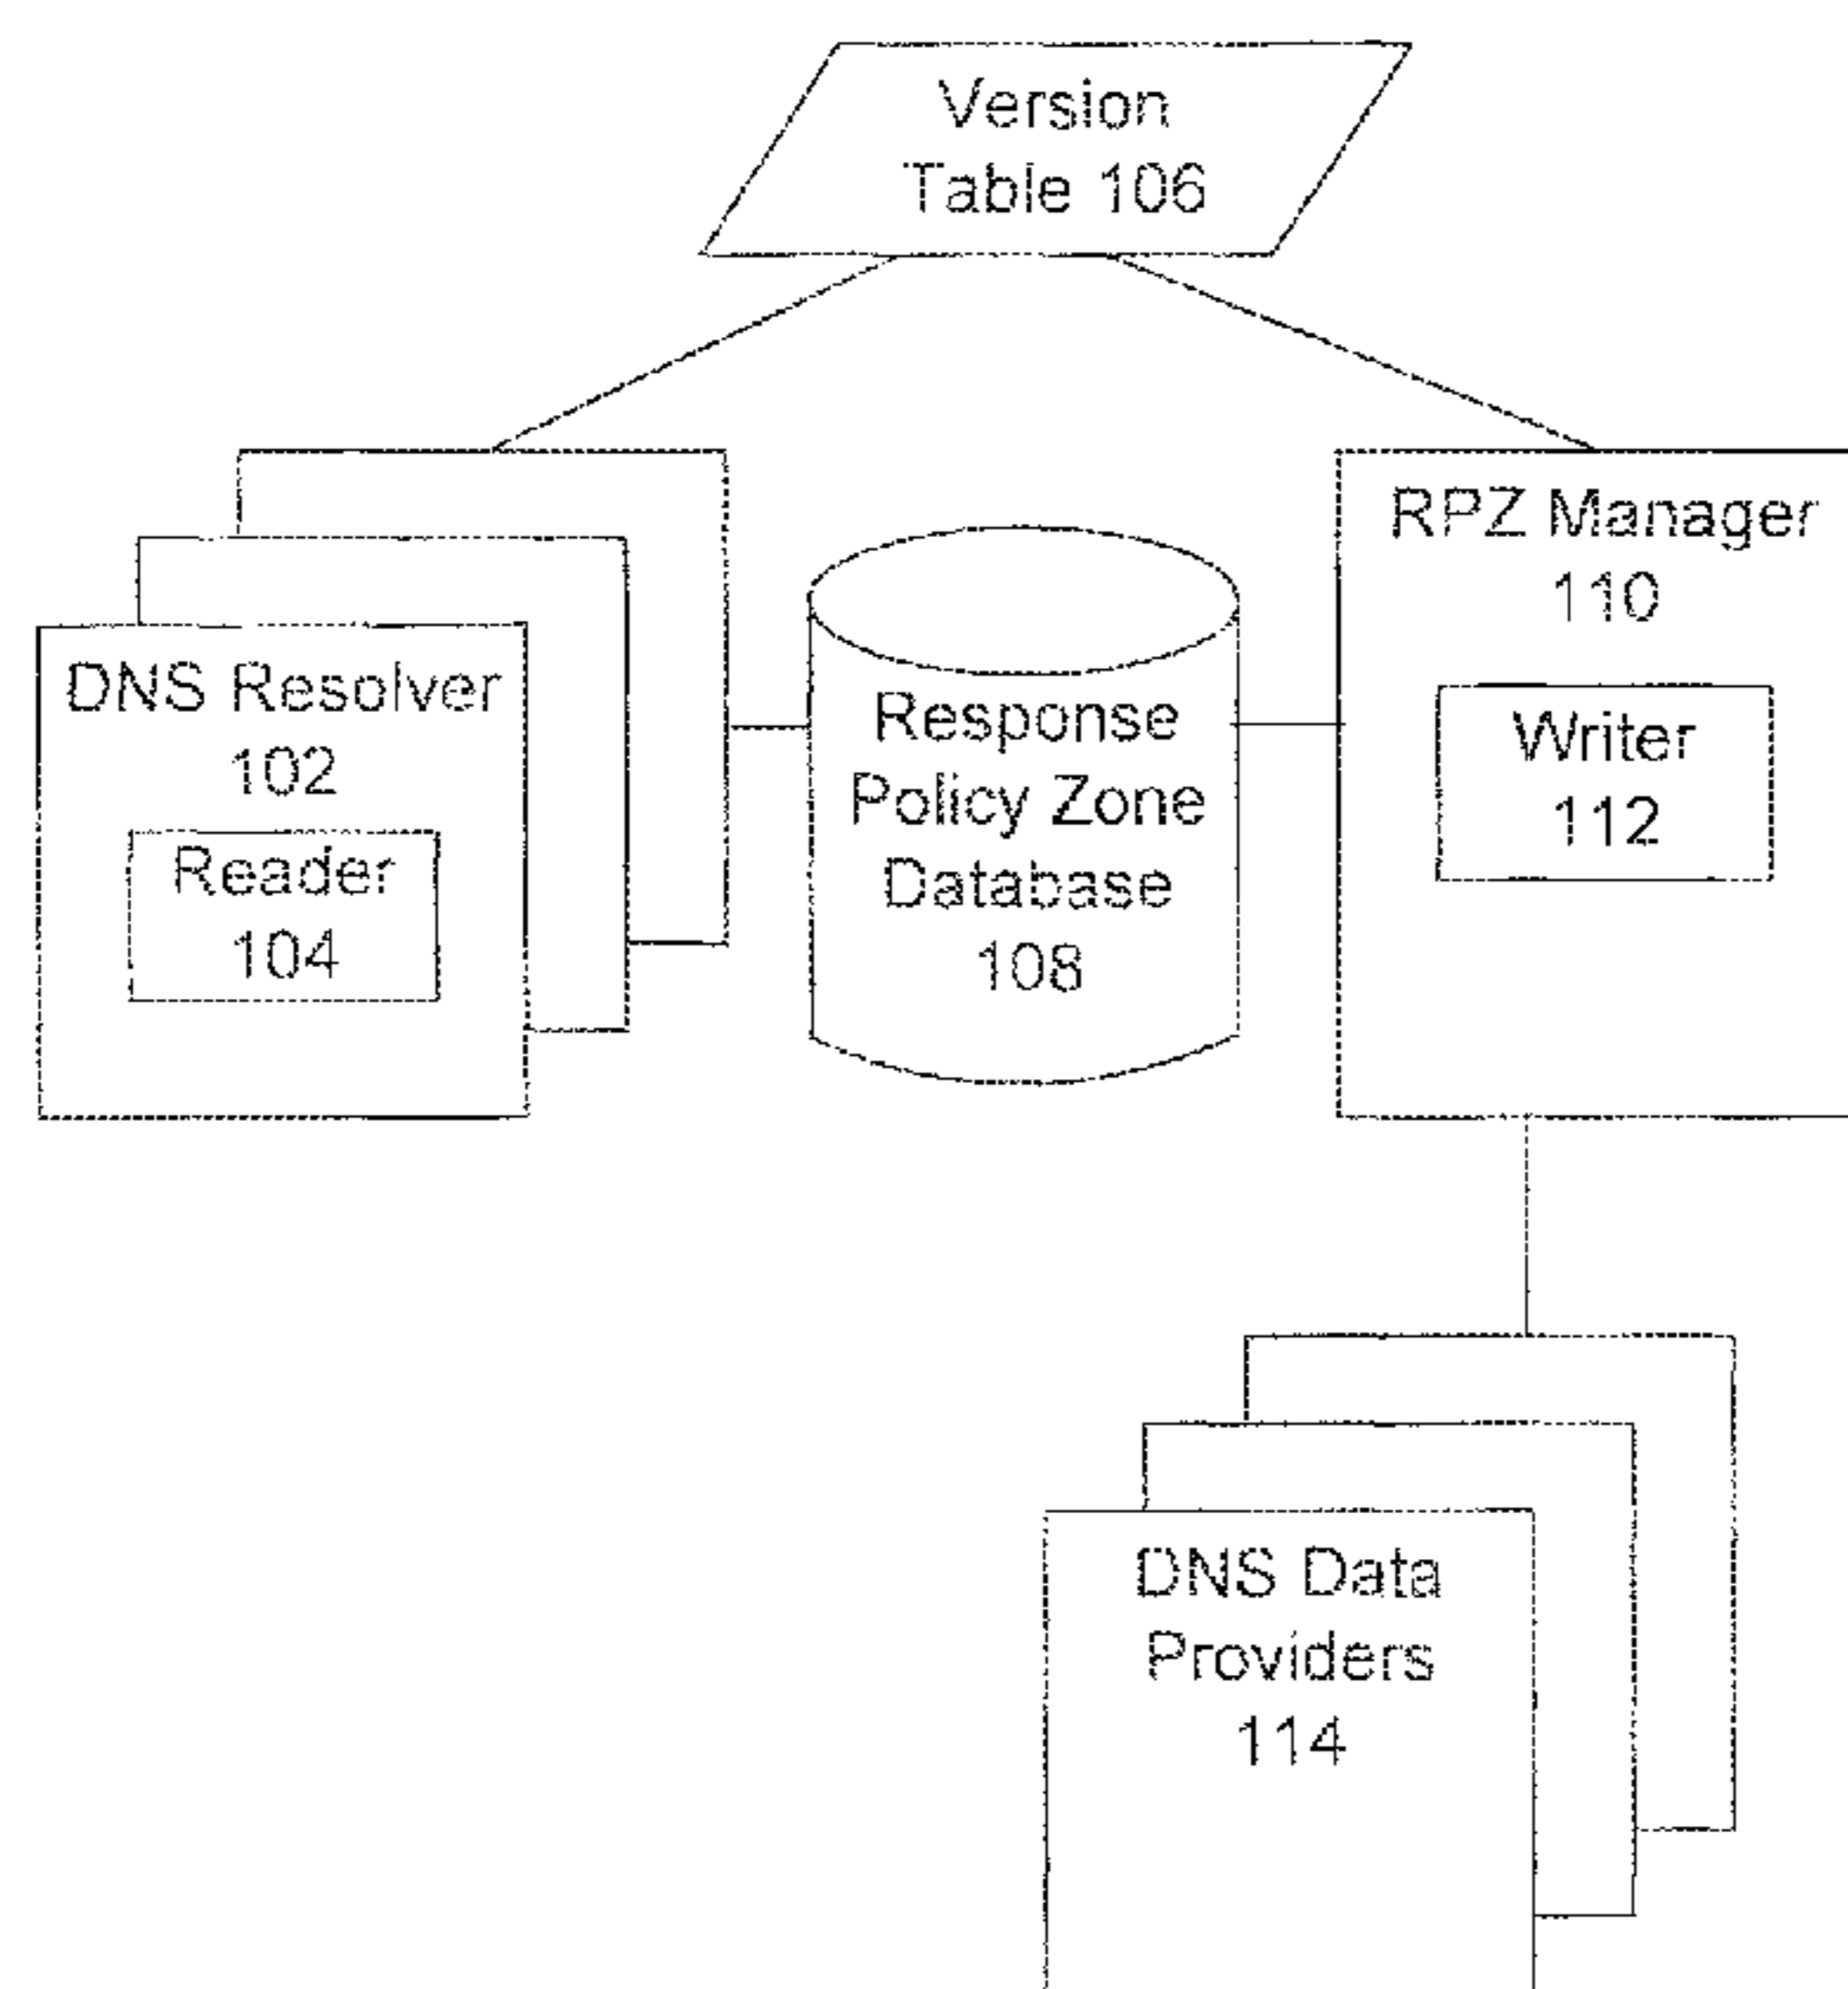 Version
Table 106
DNS Resolver
102
Reader
104
Response
Policy Zone
Database
108
RPZ Manager
110
Writer
112
DNS Data
Providers
114